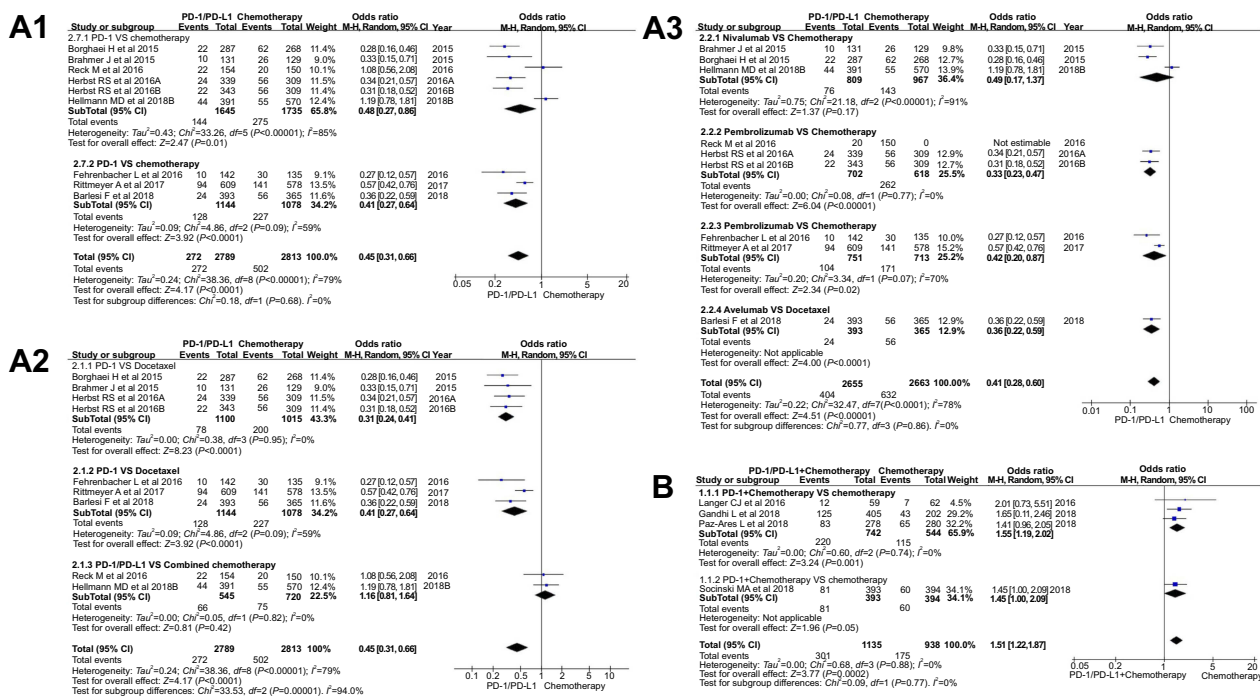 A1
PD-1/PD-L1 Chemotherapy Odds ratio Odds ratio
Study or subgroup Events Total Events Total Weight M-H, Random, 95% CI Year M-H, Random, 95% CI
2.7.1 PD-1 VS chemotherapy
Borghaei H et al 2015 22 287 62 268 11.4% 0.28 [0.16, 0.46] 2015
Brahmer J et al 2015 10 131 26 129 9.4% 0.33 [0.15, 0.71] 2015
Reck M et al 2016 22 154 20 150 10.1% 1.08 [0.56, 2.08] 2016
Herbst RS et al 2016A 24 339 56 309 11.5% 0.34 [0.21, 0.57] 2016A
Herbst RS et al 2016B 22 343 56 309 11.4% 0.31 [0.18, 0.52] 2016B
Hellmann MD et al 2018B 44 391 55 570 12.4% 1.19 [0.78, 1.81] 2018B
SubTotal (95% CI) 1645 1735 65.8% 0.48 [0.27, 0.86]
Total events 144 275
Heterogeneity: Tau²=0.43; Chi²=33.26, df=5 (P<0.00001); I²=85%
Test for overall effect: Z=2.47 (P=0.01)
2.7.2 PD-1 VS chemotherapy
Fehrenbacher L et al 2016 10 142 30 135 9.4% 0.27 [0.12, 0.57] 2016
Rittmeyer A et al 2017 94 609 141 578 13.2% 0.57 [0.42, 0.76] 2017
Barlesi F et al 2018 24 393 56 365 11.6% 0.36 [0.22, 0.59] 2018
SubTotal (95% CI) 1144 1078 34.2% 0.41 [0.27, 0.64]
Total events 128 227
Heterogeneity: Tau²=0.09; Chi²=4.86, df=2 (P=0.09); I²=59%
Test for overall effect: Z=3.92 (P<0.0001)
Total (95% CI) 272 2789 2813 100.0% 0.45 [0.31, 0.66]
Total events 272 502
Heterogeneity: Tau²=0.24; Chi²=38.36, df=8 (P<0.00001); I²=79%
Test for overall effect: Z=4.17 (P<0.0001)
Test for subgroup differences: Chi²=0.18, df=1 (P=0.68). I²=0%
0.05 0.2 1 5 20
PD-1/PD-L1 Chemotherapy
A2
PD-1/PD-L1 Chemotherapy Odds ratio Odds ratio
Study or subgroup Events Total Events Total Weight M-H, Random, 95% CI Year M-H, Random, 95% CI
2.1.1 PD-1 VS Docetaxel
Borghaei H et al 2015 22 287 62 268 11.4% 0.28 [0.16, 0.46] 2015
Brahmer J et al 2015 10 131 26 129 9.4% 0.33 [0.15, 0.71] 2015
Herbst RS et al 2016A 24 339 56 309 11.5% 0.34 [0.21, 0.57] 2016A
Herbst RS et al 2016B 22 343 56 309 11.4% 0.31 [0.18, 0.52] 2016B
SubTotal (95% CI) 1100 1015 43.3% 0.31 [0.24, 0.41]
Total events 78 200
Heterogeneity: Tau²=0.00; Chi²=0.38, df=3 (P=0.95); I²=0%
Test for overall effect: Z=8.23 (P<0.0001)
2.1.2 PD-1 VS Docetaxel
Fehrenbacher L et al 2016 10 142 30 135 9.4% 0.27 [0.12, 0.57] 2016
Rittmeyer A et al 2017 94 609 141 578 13.2% 0.57 [0.42, 0.76] 2017
Barlesi F et al 2018 24 393 56 365 11.6% 0.36 [0.22, 0.59] 2018
SubTotal (95% CI) 1144 1078 34.2% 0.41 [0.27, 0.64]
Total events 128 227
Heterogeneity: Tau²=0.09; Chi²=4.86, df=2 (P=0.09); I²=59%
Test for overall effect: Z=3.92 (P<0.0001)
2.1.3 PD-1/PD-L1 VS Combined chemotherapy
Reck M et al 2016 22 154 20 150 10.1% 1.08 [0.56, 2.08] 2016
Hellmann MD et al 2018B 44 391 55 570 12.4% 1.19 [0.78, 1.81] 2018B
SubTotal (95% CI) 545 720 22.5% 1.16 [0.81, 1.64]
Total events 66 75
Heterogeneity: Tau²=0.00; Chi²=0.05, df=1 (P=0.82); I²=0%
Test for overall effect: Z=0.81 (P=0.42)
Total (95% CI) 2789 2813 100% 0.45 [0.31, 0.66]
Total events 272 502
Heterogeneity: Tau²=0.24; Chi²=38.36, df=8 (P<0.00001); I²=79%
Test for overall effect: Z=4.17 (P<0.0001)
Test for subgroup differences: Chi²=33.53, df=2 (P=0.00001). I²=94.0%
0.05 0.2 1 5 20
PD-1/PD-L1 Chemotherapy
A3
PD-1/PD-L1 Chemotherapy Odds ratio Odds ratio
Study or subgroup Events Total Events Total Weight M-H, Random, 95% CI Year M-H, Random, 95% CI
2.2.1 Nivalumab VS Chemotherapy
Brahmer J et al 2015 10 131 26 129 9.8% 0.33 [0.15, 0.71] 2015
Borghaei H et al 2015 22 287 62 268 11.4% 0.28 [0.16, 0.46] 2015
Hellmann MD et al 2018B 44 391 55 570 13.9% 1.19 [0.78, 1.81] 2018B
SubTotal (95% CI) 809 967 36.4% 0.49 [0.17, 1.37]
Total events 76 143
Heterogeneity: Tau²=0.75; Chi²=21.18, df=2 (P<0.00001); I²=91%
Test for overall effect: Z=1.37 (P=0.17)
2.2.2 Pembrolizumab VS Chemotherapy
Reck M et al 2016 20 150 0 Not estimable 2016
Herbst RS et al 2016A 24 339 56 309 12.9% 0.34 [0.21, 0.57] 2016A
Herbst RS et al 2016B 22 343 56 309 12.7% 0.31 [0.18, 0.52] 2016B
SubTotal (95% CI) 702 618 25.5% 0.33 [0.23, 0.47]
Total events 262
Heterogeneity: Tau²=0.00; Chi²=0.08, df=1 (P=0.77); I²=0%
Test for overall effect: Z=6.04 (P<0.00001)
2.2.3 Pembrolizumab VS Chemotherapy
Fehrenbacher L et al 2016 10 142 30 135 10.0% 0.27 [0.12, 0.57] 2016
Rittmeyer A et al 2017 94 609 141 578 15.2% 0.57 [0.42, 0.76] 2017
SubTotal (95% CI) 751 713 25.2% 0.42 [0.20, 0.87]
Total events 104 171
Heterogeneity: Tau²=0.20; Chi²=3.34, df=1 (P=0.07); I²=70%
Test for overall effect: Z=2.34 (P=0.02)
2.2.4 Avelumab VS Docetaxel
Barlesi F et al 2018 24 393 56 365 12.9% 0.36 [0.22, 0.59] 2018
SubTotal (95% CI) 393 365 12.9% 0.36 [0.22, 0.59]
Total events 24 56
Heterogeneity: Not applicable
Test for overall effect: Z=4.00 (P<0.0001)
Total (95% CI) 2655 2663 100.00% 0.41 [0.28, 0.60]
Total events 404 632
Heterogeneity: Tau²=0.22; Chi²=32.47, df=7(P<0.0001); I²=78%
Test for overall effect: Z=4.51 (P<0.00001)
Test for subgroup differences: Chi²=0.77, df=3 (P=0.86). I²=0%
0.01 0.1 1 10 100
PD-1/PD-L1 Chemotherapy
B
PD-1/PD-L1+Chemotherapy Chemotherapy Odds ratio Odds ratio
Study or subgroup Events Total Events Total Weight M-H, Random, 95% CI Year M-H, Random, 95% CI
1.1.1 PD-1+Chemotherapy VS chemotherapy
Langer CJ et al 2016 12 59 7 62 4.5% 2.01 [0.73, 5.51] 2016
Gandhi L et al 2018 125 405 43 202 29.2% 1.65 [0.11, 2.46] 2018
Paz-Ares L et al 2018 83 278 65 280 32.2% 1.41 [0.96, 2.05] 2018
SubTotal (95% CI) 742 544 65.9% 1.55 [1.19, 2.02]
Total events 220 115
Heterogeneity: Tau²=0.00; Chi²=0.60, df=2 (P=0.74); I²=0%
Test for overall effect: Z=3.24 (P=0.001)
1.1.2 PD-1+Chemotherapy VS chemotherapy
Socinski MA et al 2018 81 393 60 394 34.1% 1.45 [1.00, 2.09] 2018
SubTotal (95% CI) 393 394 34.1% 1.45 [1.00, 2.09]
Total events 81 60
Heterogeneity: Not applicable
Test for overall effect: Z=1.96 (P=0.05)
Total (95% CI) 1135 938 100% 1.51 [1.22, 1.87]
Total events 301 175
Heterogeneity: Tau²=0.00; Chi²=0.68, df=3 (P=0.88); I²=0%
Test for overall effect: Z=3.77 (P=0.0002)
Test for subgroup differences: Chi²=0.09, df=1 (P=0.77). I²=0%
0.05 0.2 1 5 20
PD-1/PD-L1+Chemotherapy Chemotherapy